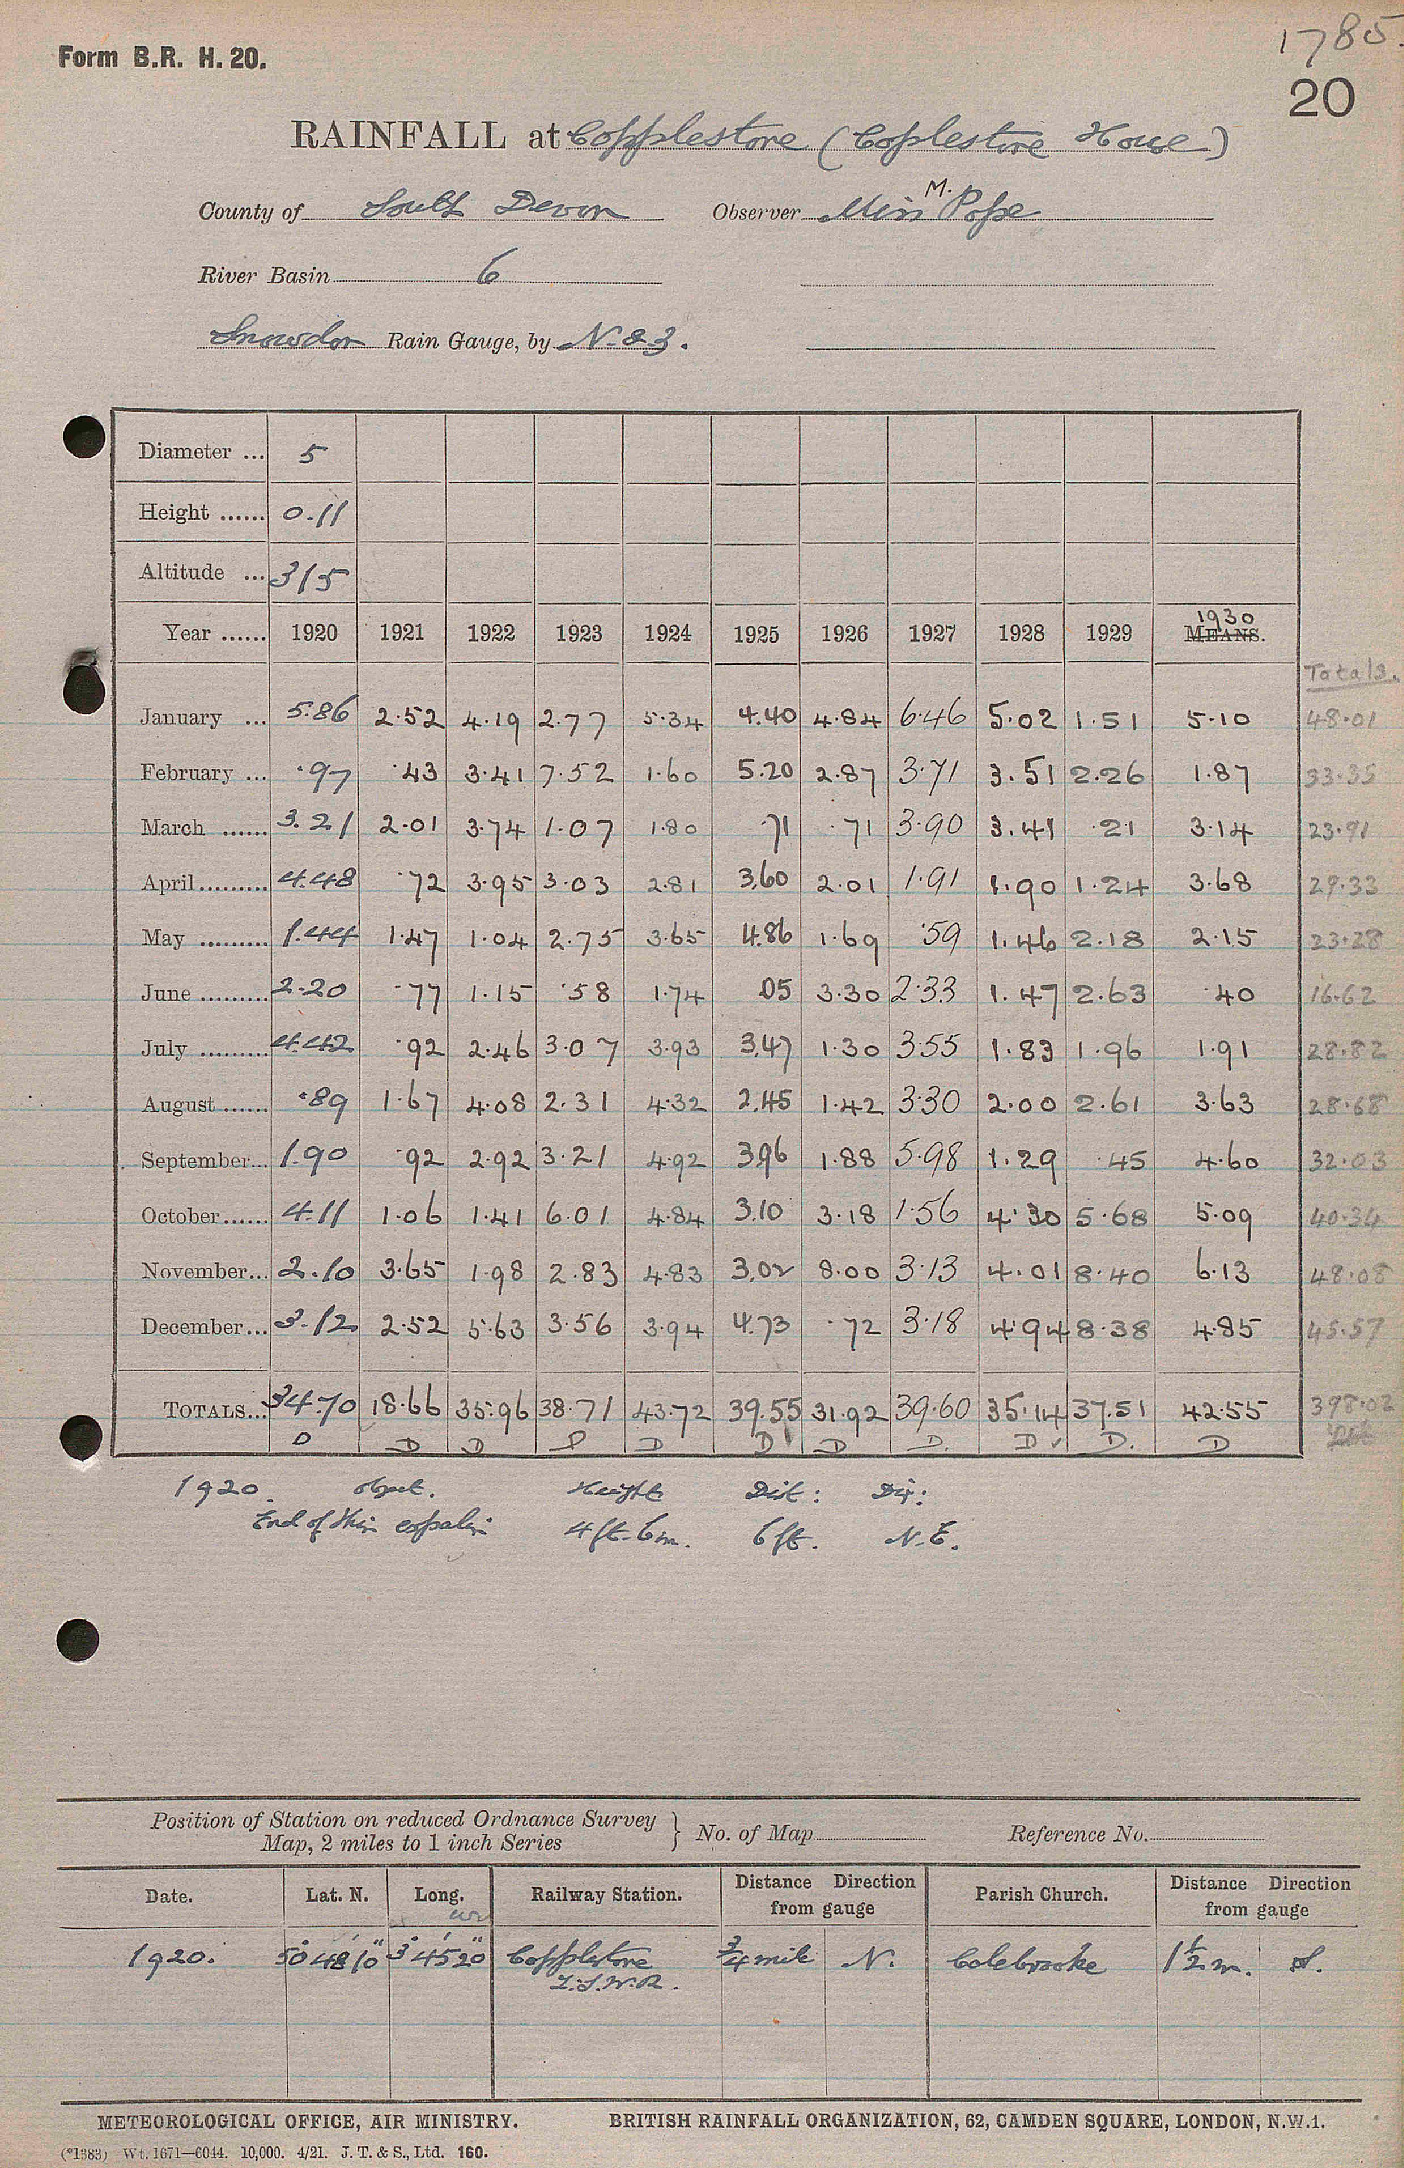 1785.
Form B.R. H. 20.
20
RAINFALL at Copplestone (Coplestone House)
County of South Devon Observer Miss M. Pope
River Basin 6
Snowdon Rain Gauge, by N. & Z.
Diameter ... 5
Height ...... 0.11
Altitude ... 315
Year ...... 1920 1921 1922 1923 1924 1925 1926 1927 1928 1929 1930 MEANS.
Totals.
January ... 5.86 2.52 4.19 2.77 5.34 4.40 4.84 6.46 5.02 1.51 5.10 48.01
February ... .97 .43 3.41 7.52 1.60 5.20 2.87 3.71 3.51 2.26 1.87 33.35
March ...... 3.21 2.01 3.74 1.07 1.80 .71 .71 3.90 3.41 .21 3.14 23.91
April ......... 4.48 .72 3.95 3.03 2.81 3.60 2.01 1.91 1.90 1.24 3.68 29.33
May ......... 1.44 1.47 1.04 2.75 3.65 4.86 1.69 .59 1.46 2.18 2.15 23.28
June ......... 2.20 .77 1.15 .58 1.74 .05 3.30 2.33 1.47 2.63 .40 16.62
July ......... 4.42 .92 2.46 3.07 3.93 3.47 1.30 3.55 1.83 1.96 1.91 28.82
August ...... .89 1.67 4.08 2.31 4.32 2.45 1.42 3.30 2.00 2.61 3.63 28.68
September... 1.90 .92 2.92 3.21 4.92 3.96 1.88 5.98 1.29 .45 4.60 32.03
October...... 4.11 1.06 1.41 6.01 4.84 3.10 3.18 1.56 4.30 5.68 5.09 40.34
November... 2.10 3.65 1.98 2.83 4.83 3.02 8.00 3.13 4.01 8.40 6.13 48.08
December... 3.12 2.52 5.63 3.56 3.94 4.73 .72 3.18 4.94 8.38 4.85 45.57
TOTALS... 34.70 18.66 35.96 38.71 43.72 39.55 31.92 39.60 35.14 37.51 42.55 398.02
D D D D D D D D. D D. D
1920. Object. Height Dist: Dir:
End of thin espalier 4 ft. 6 in. 6 ft. N.E.
Position of Station on reduced Ordnance Survey
Map, 2 miles to 1 inch Series } No. of Map Reference No.
Date. Lat. N. Long. Railway Station. Distance Direction from gauge Parish Church. Distance Direction from gauge
1920. 50° 48' 10" 3° 45' 20" Copplestone 3/4 mile N. Colebrooke 1 1/2 m. S.
L.S.W.R.
METEOROLOGICAL OFFICE, AIR MINISTRY. BRITISH RAINFALL ORGANIZATION, 62, CAMDEN SQUARE, LONDON, N.W.1.
(*1383) Wt. 1671—6044. 10,000. 4/21. J. T. & S., Ltd. 160.